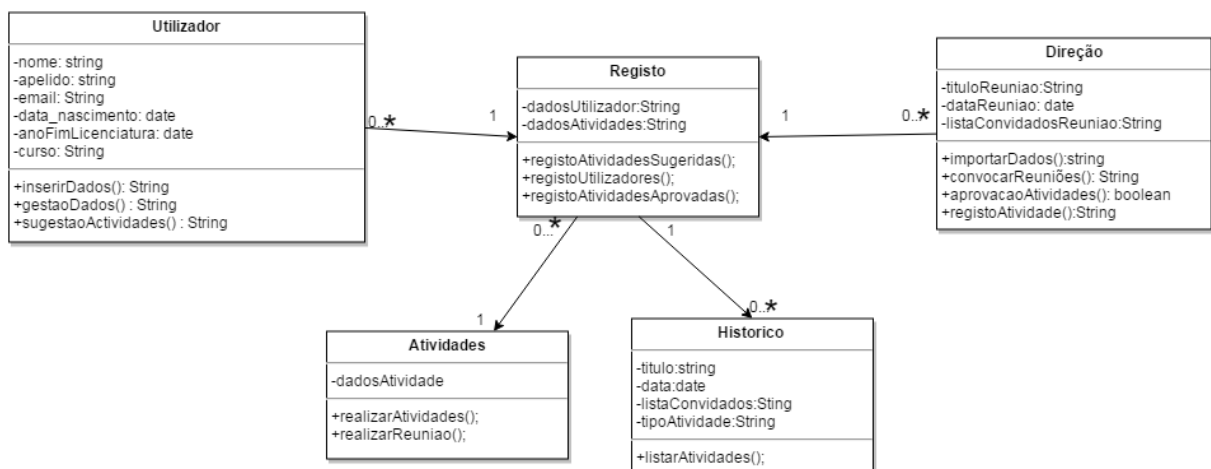 Utilizador
-nome: string
-apelido: string
-email: String
-data_nascimento: date
-anoFimLicenciatura: date
-curso: String
+inserirDados(): String
+gestaoDados() : String
+sugestaoActividades() : String
0..*
1
Registo
-dadosUtilizador:String
-dadosAtividades:String
+registoAtividadesSugeridas();
+registoUtilizadores();
+registoAtividadesAprovadas();
1
0..*
Direção
-tituloReuniao:String
-dataReuniao: date
-listaConvidadosReuniao:String
+importarDados():string
+convocarReuniões(): String
+aprovacaoAtividades(): boolean
+registoAtividade():String
0...*
1
1
0..*
Atividades
-dadosAtividade
+realizarAtividades();
+realizarReuniao();
Historico
-titulo:string
-data:date
-listaConvidados:Sting
-tipoAtividade:String
+listarAtividades();